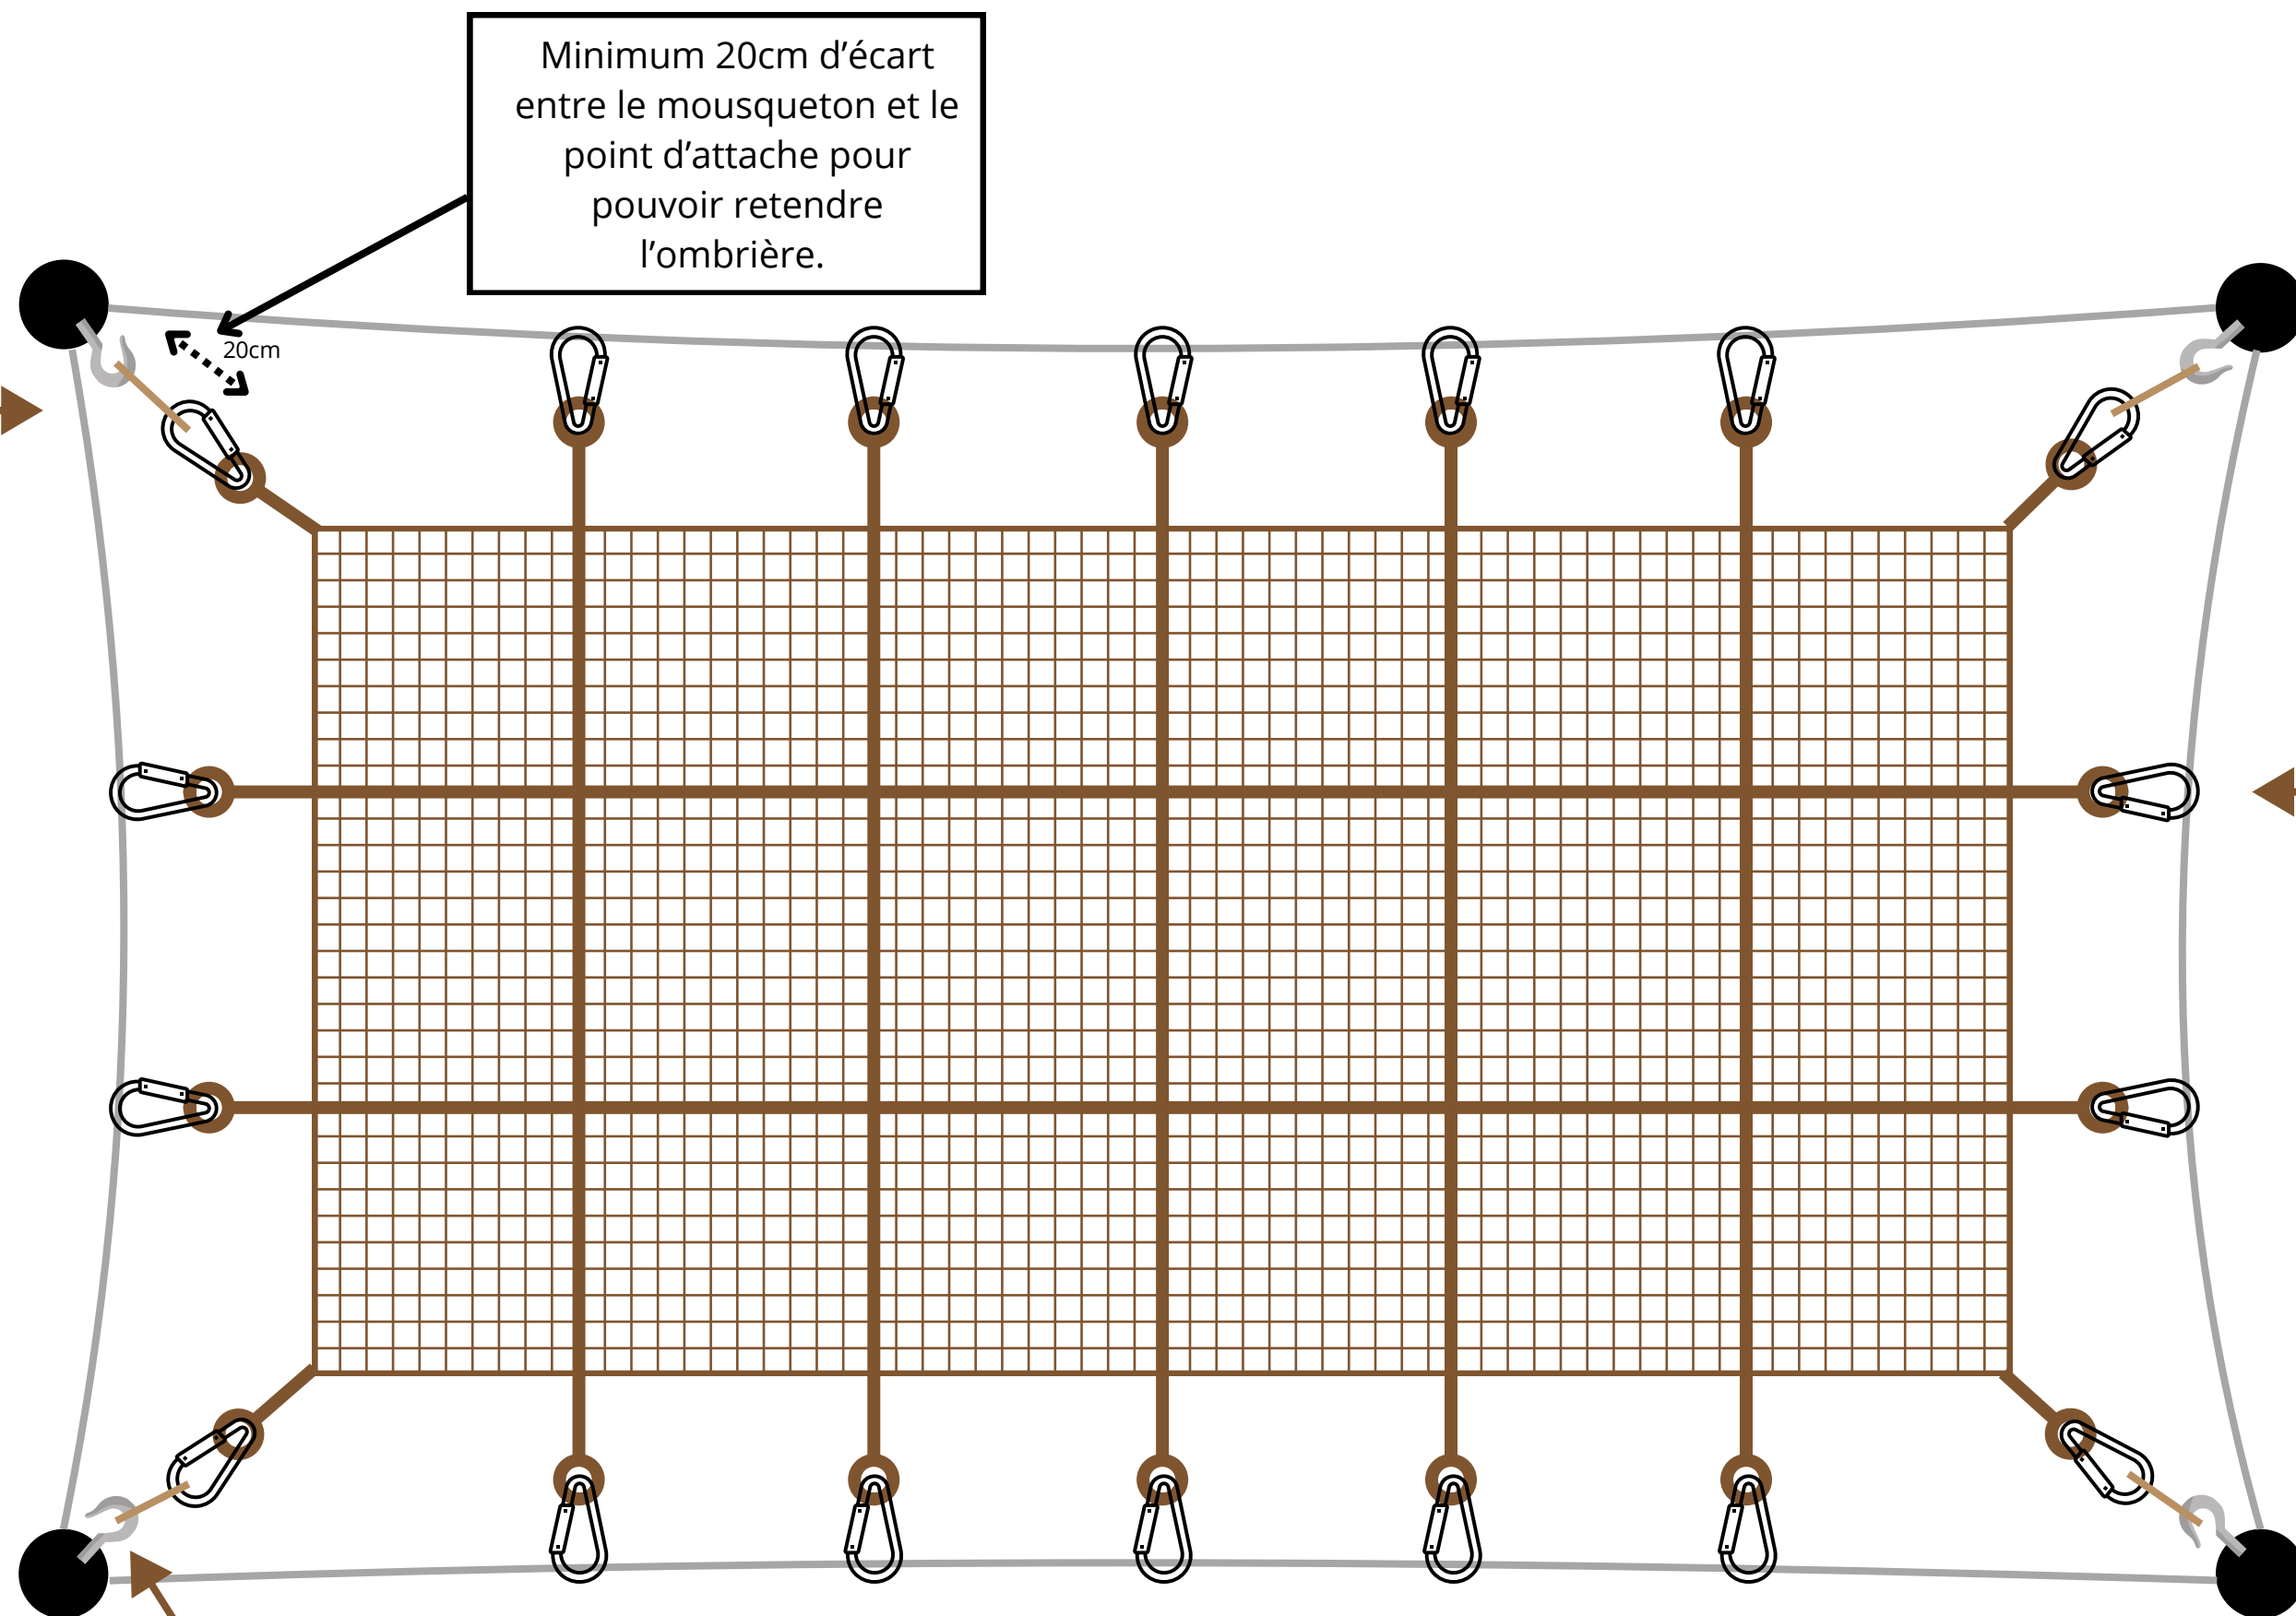 Minimum 20cm d’écart
entre le mousqueton et le
point d’attache pour
pouvoir retendre
l’ombrière.
20cm